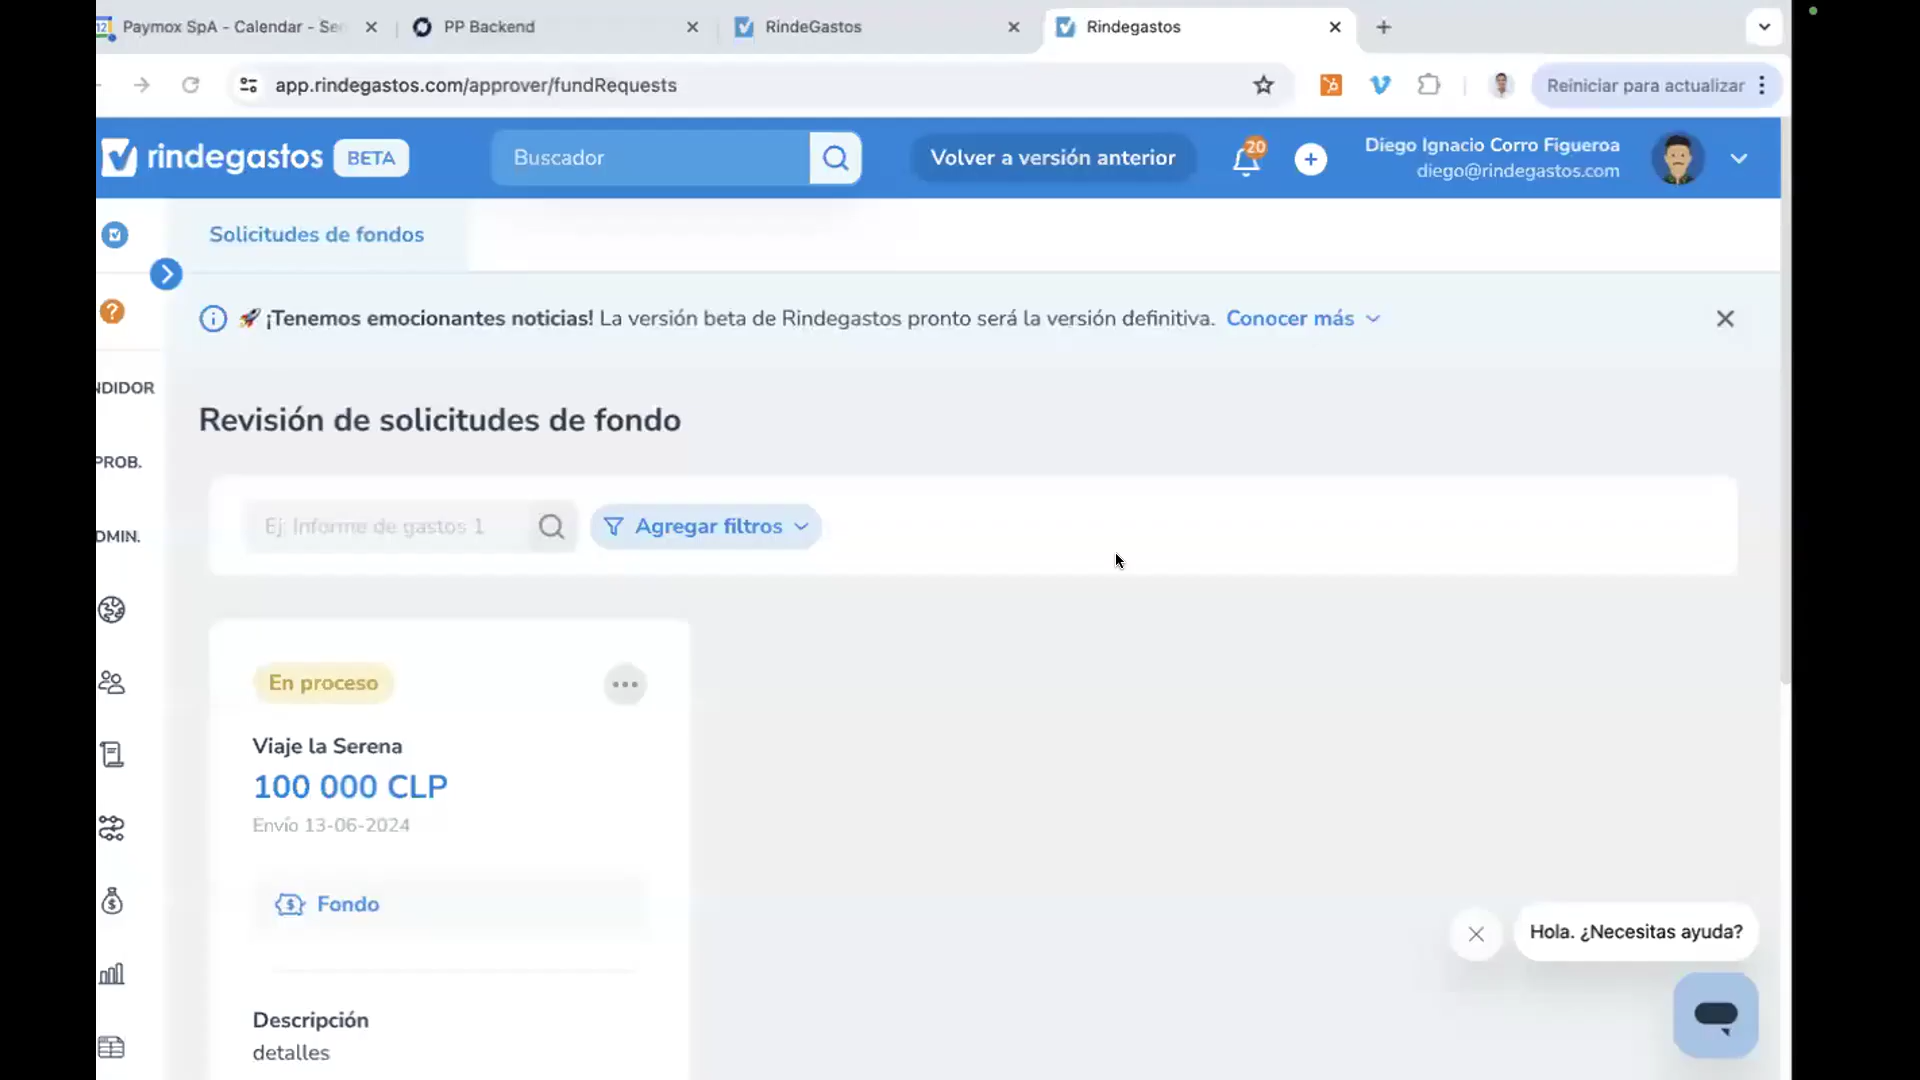 Paymox SpA - Calendar - Se
PP Backend
RindeGastos
Rindegastos
app.rindegastos.com/approver/fundRequests
Reiniciar para actualizar
rindegastos
BETA
Buscador
Volver a versión anterior
20
Diego Ignacio Corro Figueroa
diego@rindegastos.com
Solicitudes de fondos
🚀 ¡Tenemos emocionantes noticias! La versión beta de Rindegastos pronto será la versión definitiva. Conocer más
NDIDOR
PROB.
DMIN.
Revisión de solicitudes de fondo
Ej: Informe de gastos 1
Agregar filtros
En proceso
Viaje la Serena
100 000 CLP
Envío 13-06-2024
Fondo
Descripción
detalles
Hola. ¿Necesitas ayuda?